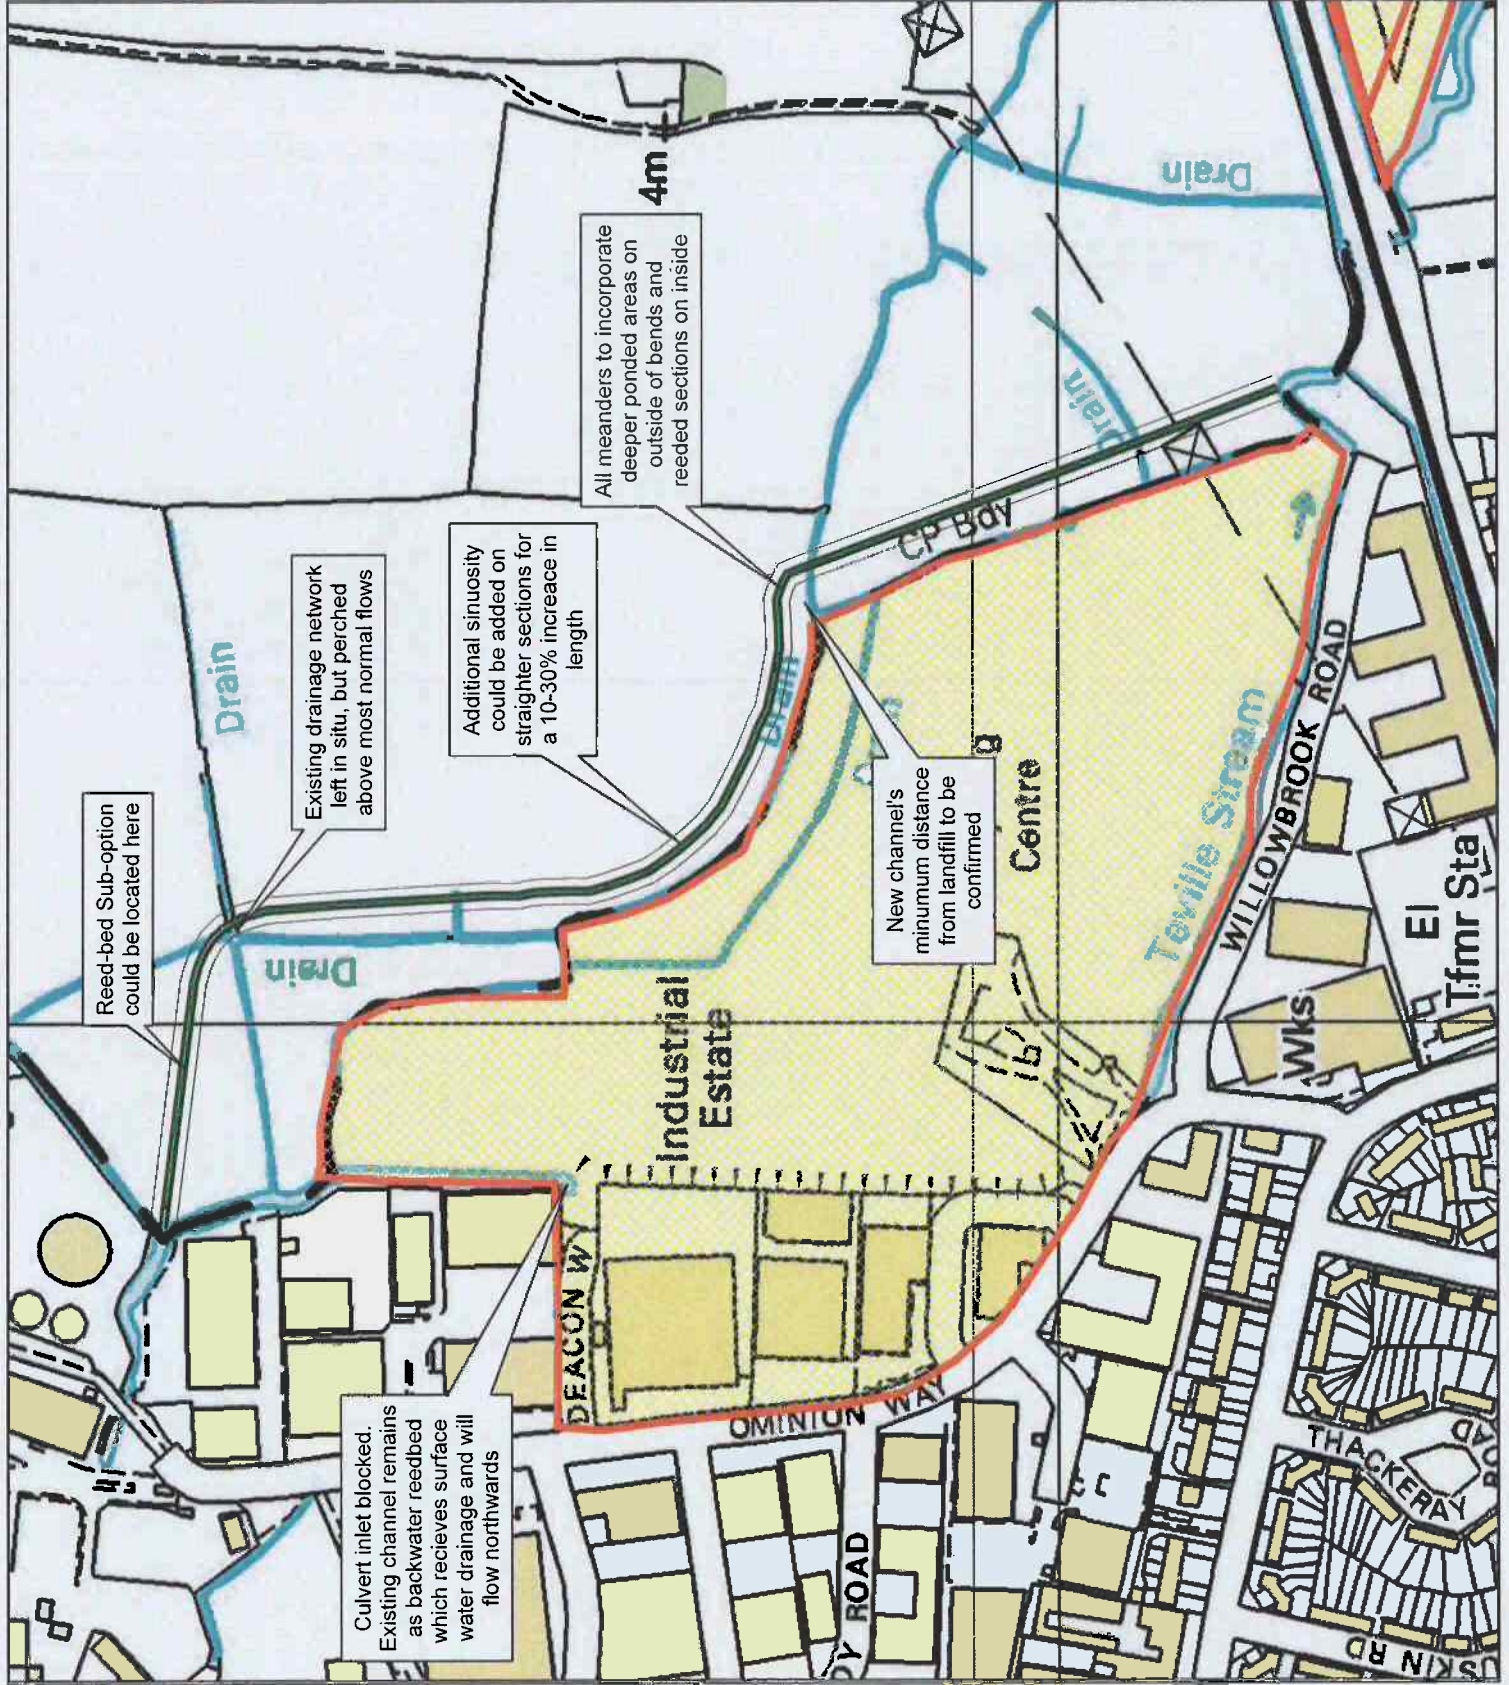 Reed-bed Sub-option
could be located here
Existing drainage network
left in situ, but perched
above most normal flows
Additional sinuosity
could be added on
straighter sections for
a 10-30% increace in
length
All meanders to incorporate
deeper ponded areas on
outside of bends and
reeded sections on inside
New channel's
minumum distance
from landfill to be
confirmed
Culvert inlet blocked.
Existing channel remains
as backwater reedbed
which recieves surface
water drainage and will
flow northwards
4m
Drain
Drain
Drain
Drain
Drain
CP Bdy
Industrial
Estate
Centre
Teville Stream
WILLOWBROOK ROAD
DEACON W
OMINION WAY
ROAD
Wks
El
Tfmr Sta
THACKERAY
ROAD
USKIN RD